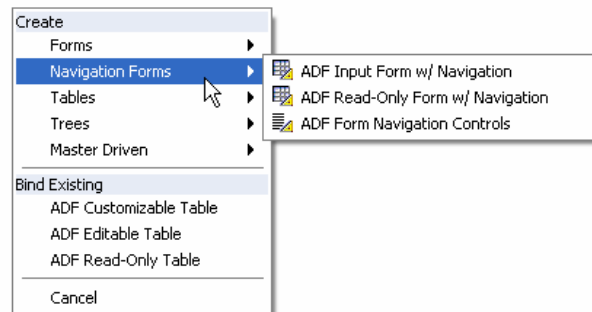 Create
Forms
Navigation Forms
Tables
Trees
Master Driven
Bind Existing
ADF Customizable Table
ADF Editable Table
ADF Read-Only Table
Cancel
ADF Input Form w/ Navigation
ADF Read-Only Form w/ Navigation
ADF Form Navigation Controls